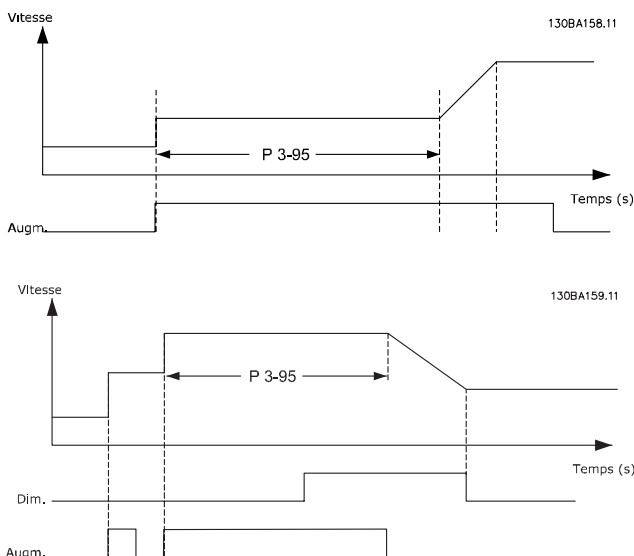 Vitesse
130BA158.11
P 3-95
Temps (s)
Augm.
Vitesse
130BA159.11
P 3-95
Temps (s)
Dim.
Augm.